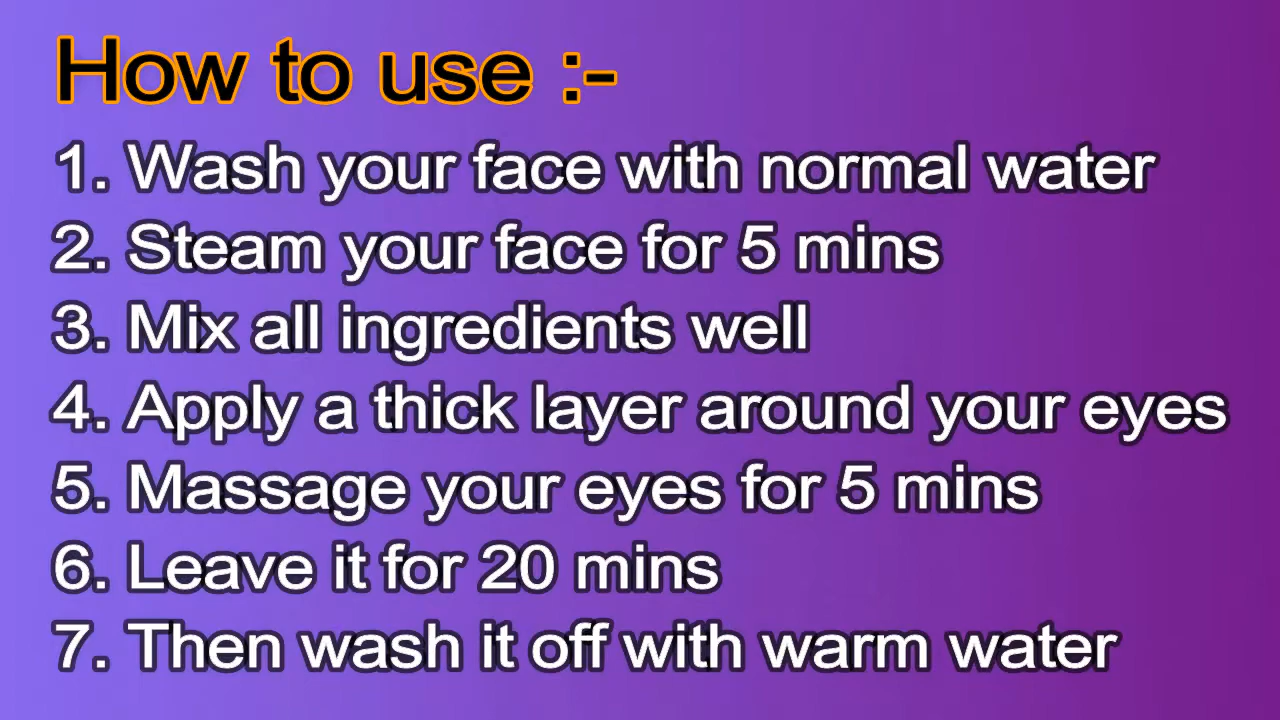 How to use :-
1. Wash your face with normal water
2. Steam your face for 5 mins
3. Mix all ingredients well
4. Apply a thick layer around your eyes
5. Massage your eyes for 5 mins
6. Leave it for 20 mins
7. Then wash it off with warm water